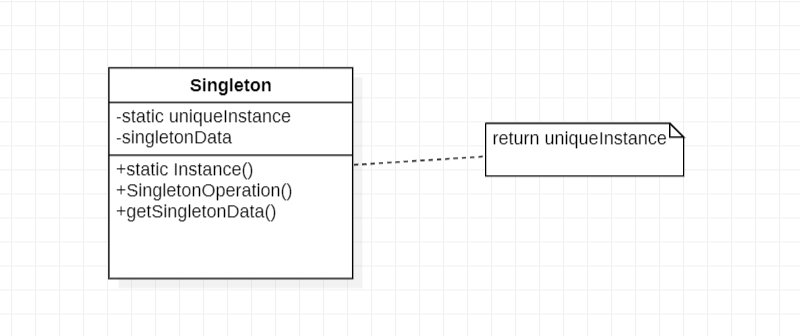 Singleton
-static uniqueInstance
-singletonData
+static Instance()
+SingletonOperation()
+getSingletonData()
return uniqueInstance